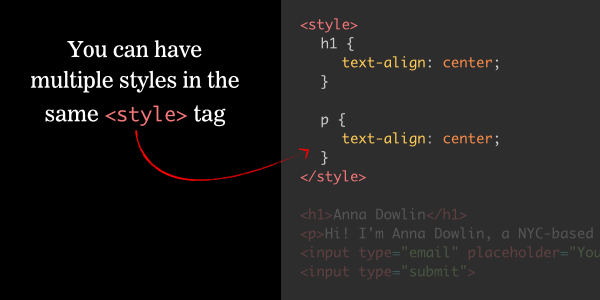 You can have
multiple styles in the
same <style> tag
<style>
h1 {
text-align: center;
}
p {
text-align: center;
}
</style>
<h1>Anna Dowlin</h1>
<p>Hi! I'm Anna Dowlin, a NYC-based
<input type="email" placeholder="You
<input type="submit">